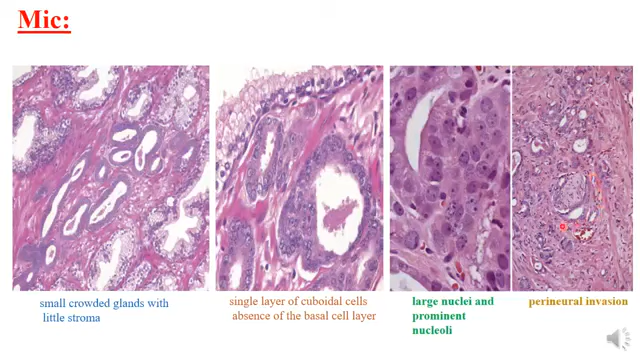 Mic:
small crowded glands with
little stroma
single layer of cuboidal cells
absence of the basal cell layer
large nuclei and
prominent
nucleoli
perineural invasion